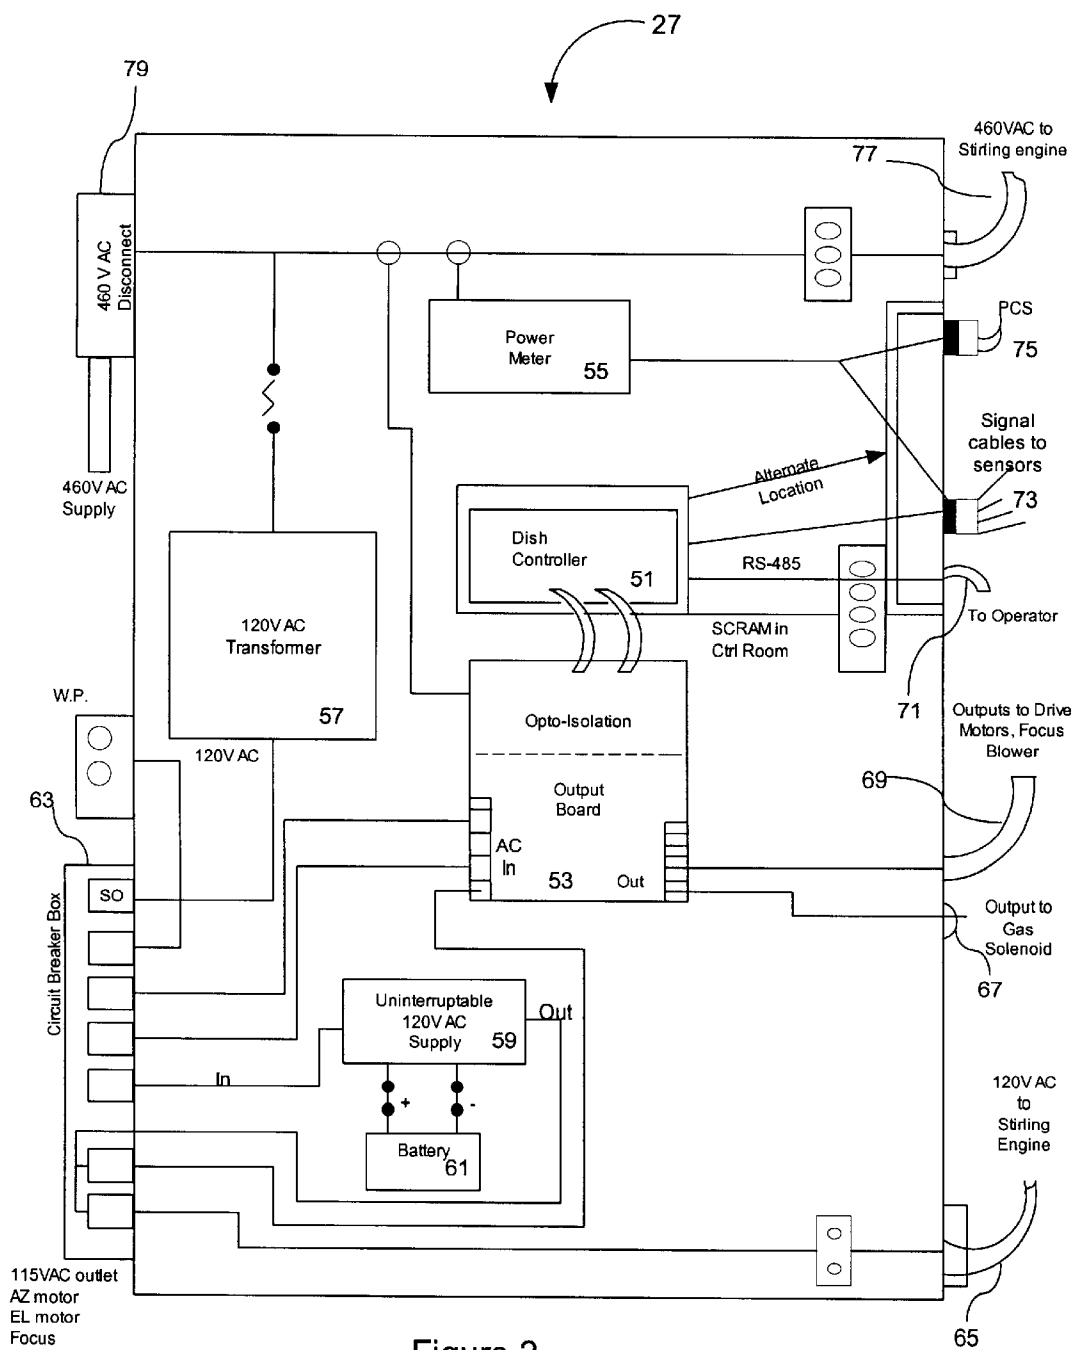 27
79
460VAC to
Stirling engine
77
460 V AC
Disconnect
PCS
75
Power
Meter
55
Signal
cables to
sensors
73
Alternate
Location
460V AC
Supply
Dish
Controller
51
RS-485
SCRAM in
Ctrl Room
To Operator
71
120V AC
Transformer
57
120V AC
W.P.
63
Opto-Isolation
Output
Board
AC
In
53
Out
Outputs to Drive
Motors, Focus
Blower
69
Circuit Breaker Box
SO
Output to
Gas
Solenoid
67
Uninterruptable
120V AC
Supply
59
Out
In
+
-
Battery
61
120V AC
to
Stirling
Engine
65
115VAC outlet
AZ motor
EL motor
Focus